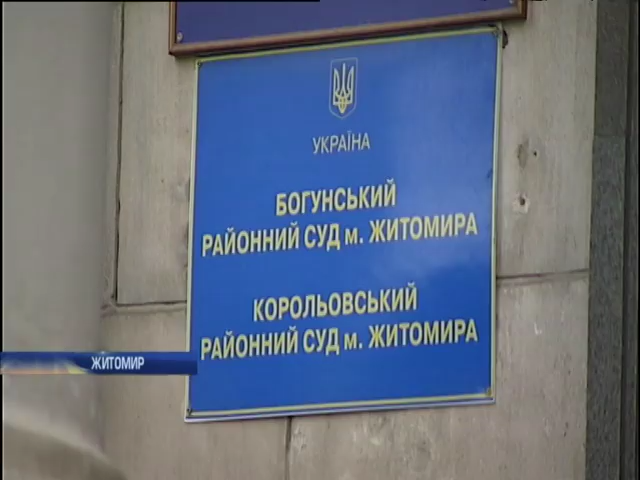 УКРАЇНА
БОГУНСЬКИЙ
РАЙОННИЙ СУД м. ЖИТОМИРА
КОРОЛЬОВСЬКИЙ
РАЙОННИЙ СУД м. ЖИТОМИРА
ЖИТОМИР